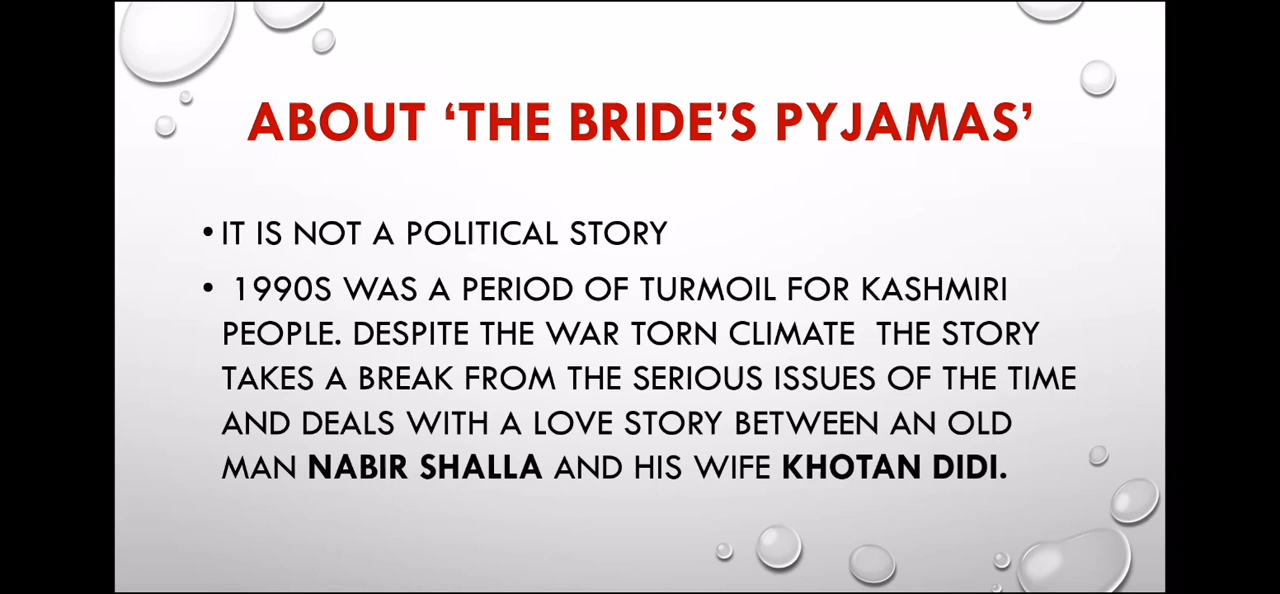 ABOUT ‘THE BRIDE’S PYJAMAS’
• IT IS NOT A POLITICAL STORY
• 1990S WAS A PERIOD OF TURMOIL FOR KASHMIRI
PEOPLE. DESPITE THE WAR TORN CLIMATE THE STORY
TAKES A BREAK FROM THE SERIOUS ISSUES OF THE TIME
AND DEALS WITH A LOVE STORY BETWEEN AN OLD
MAN NABIR SHALLA AND HIS WIFE KHOTAN DIDI.